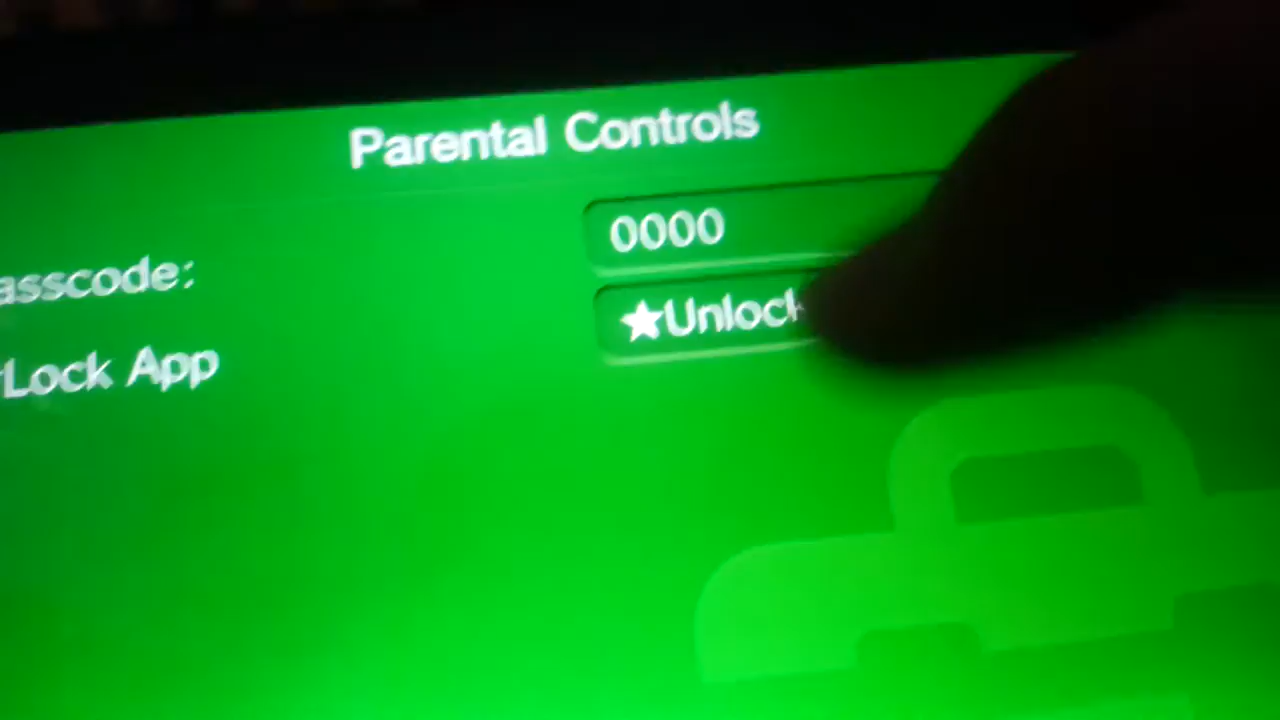 Parental Controls
0000
asscode:
★Unlock
Lock App